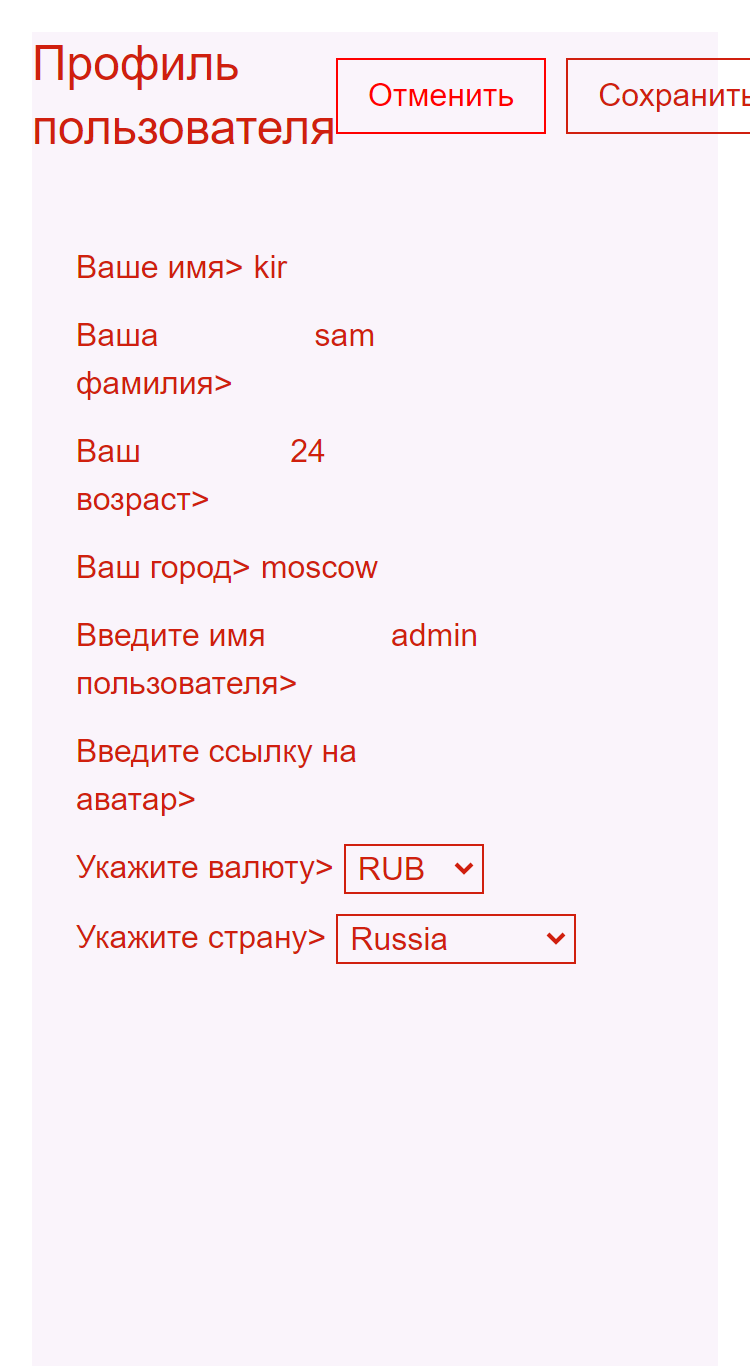 Профиль
пользователя
Отменить
Сохранить
Ваше имя> kir
Ваша sam
фамилия>
Ваш 24
возраст>
Ваш город> moscow
Введите имя admin
пользователя>
Введите ссылку на
аватар>
Укажите валюту> RUB
Укажите страну> Russia